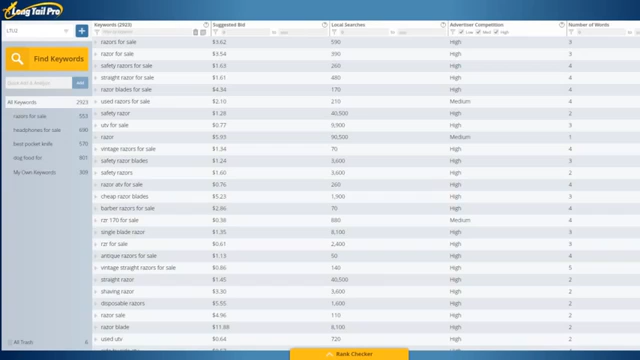 Long Tail Pro
LTU2
+
Find Keywords
Add
All Keywords 2923
razors for sale 553
headphones for sale 690
best pocket knife 570
dog food for 801
My Own Keywords 309
All Trash
Keywords (2923) Suggested Bid Local Searches Advertiser Competition Number of Words
to to Low Med High to
razors for sale $3.62 590 High 3
razor for sale $3.54 390 High 3
safety razors for sale $1.63 260 High 4
straight razor for sale $1.61 480 High 4
razor blades for sale $4.34 170 High 4
used razors for sale $2.10 210 Medium 4
safety razor $1.28 40,500 High 2
utv for sale $0.77 9,900 High 3
razor $5.93 90,500 Medium 1
vintage razors for sale $1.34 70 High 4
safety razor blades $1.24 3,600 High 3
safety razors $1.60 3,600 High 2
razor atv for sale $0.76 260 High 4
cheap razor blades $5.23 1,900 High 3
barber razors for sale $2.86 70 High 4
rzr 170 for sale $0.38 880 Medium 4
single blade razor $1.35 8,100 High 3
rzr for sale $0.61 2,400 High 3
antique razors for sale $1.13 50 High 4
vintage straight razors for sale $0.86 140 High 5
straight razor $1.45 40,500 High 2
shaving razor $3.30 3,600 High 2
disposable razors $5.55 1,600 High 2
razor sale $4.96 110 High 2
razor blade $11.88 8,100 High 2
used utv $0.64 720 High 2
Rank Checker